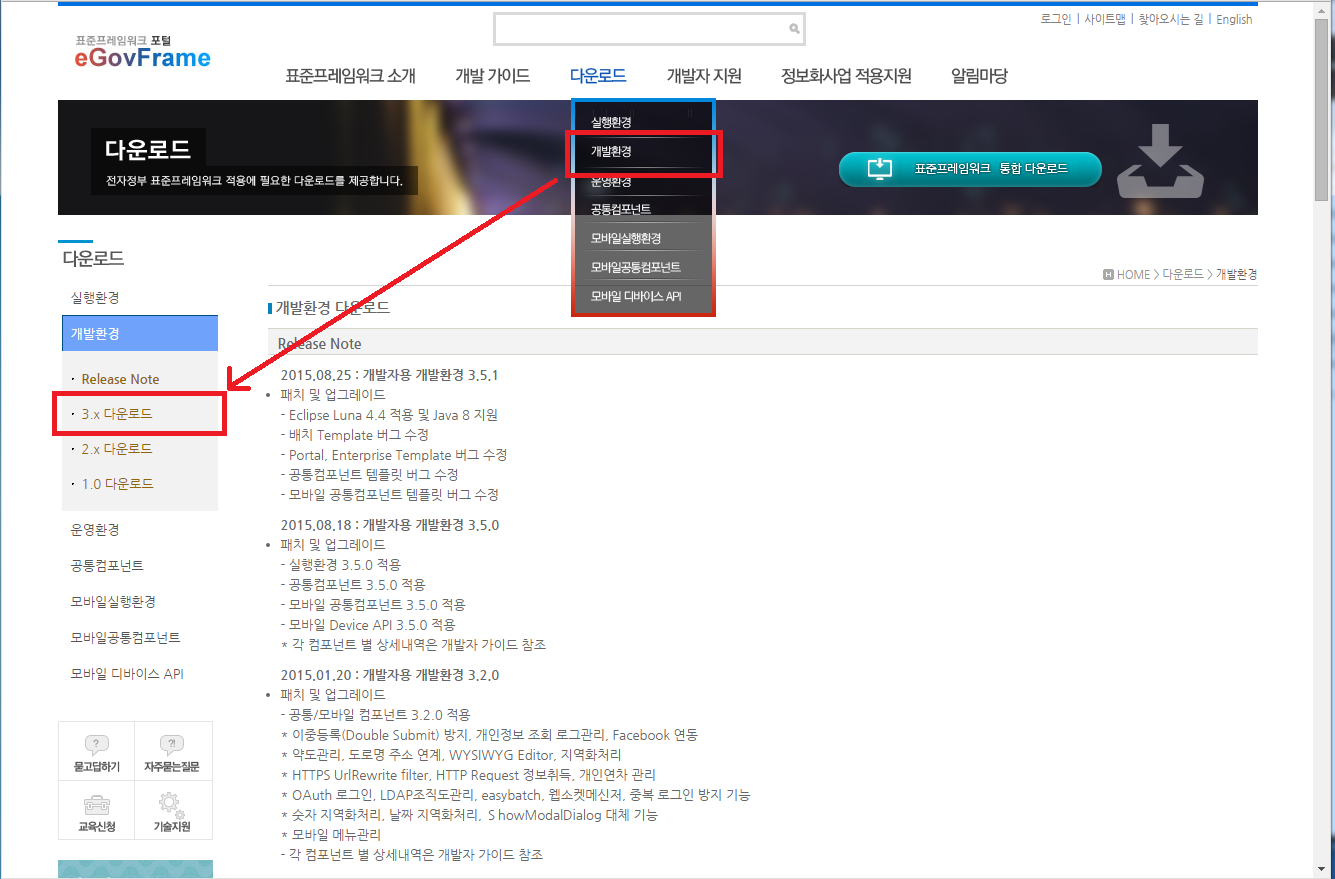 로그인 | 사이트맵 | 찾아오시는 길 | English
표준프레임워크 포털
eGovFrame
표준프레임워크 소개 개발 가이드 다운로드 개발자 지원 정보화사업 적용지원 알림마당
실행환경
개발환경
운영환경
공통컴포넌트
모바일실행환경
모바일공통컴포넌트
모바일 디바이스 API
다운로드
전자정부 표준프레임워크 적용에 필요한 다운로드를 제공합니다.
표준프레임워크 통합 다운로드
다운로드
H HOME > 다운로드 > 개발환경
실행환경
개발환경
· Release Note
· 3.x 다운로드
· 2.x 다운로드
· 1.0 다운로드
운영환경
공통컴포넌트
모바일실행환경
모바일공통컴포넌트
모바일 디바이스 API
묻고답하기 자주묻는질문
교육신청 기술지원
개발환경 다운로드
Release Note
2015.08.25 : 개발자용 개발환경 3.5.1
• 패치 및 업그레이드
- Eclipse Luna 4.4 적용 및 Java 8 지원
- 배치 Template 버그 수정
- Portal, Enterprise Template 버그 수정
- 공통컴포넌트 템플릿 버그 수정
- 모바일 공통컴포넌트 템플릿 버그 수정
2015.08.18 : 개발자용 개발환경 3.5.0
• 패치 및 업그레이드
- 실행환경 3.5.0 적용
- 공통컴포넌트 3.5.0 적용
- 모바일 공통컴포넌트 3.5.0 적용
- 모바일 Device API 3.5.0 적용
* 각 컴포넌트 별 상세내역은 개발자 가이드 참조
2015.01.20 : 개발자용 개발환경 3.2.0
• 패치 및 업그레이드
- 공통/모바일 컴포넌트 3.2.0 적용
* 이중등록(Double Submit) 방지, 개인정보 조회 로그관리, Facebook 연동
* 약도관리, 도로명 주소 연계, WYSIWYG Editor, 지역화처리
* HTTPS UrlRewrite filter, HTTP Request 정보취득, 개인연차 관리
* OAuth 로그인, LDAP조직도관리, easybatch, 웹소켓메신저, 중복 로그인 방지 기능
* 숫자 지역화처리, 날짜 지역화처리, S howModalDialog 대체 기능
* 모바일 메뉴관리
- 각 컴포넌트 별 상세내역은 개발자 가이드 참조